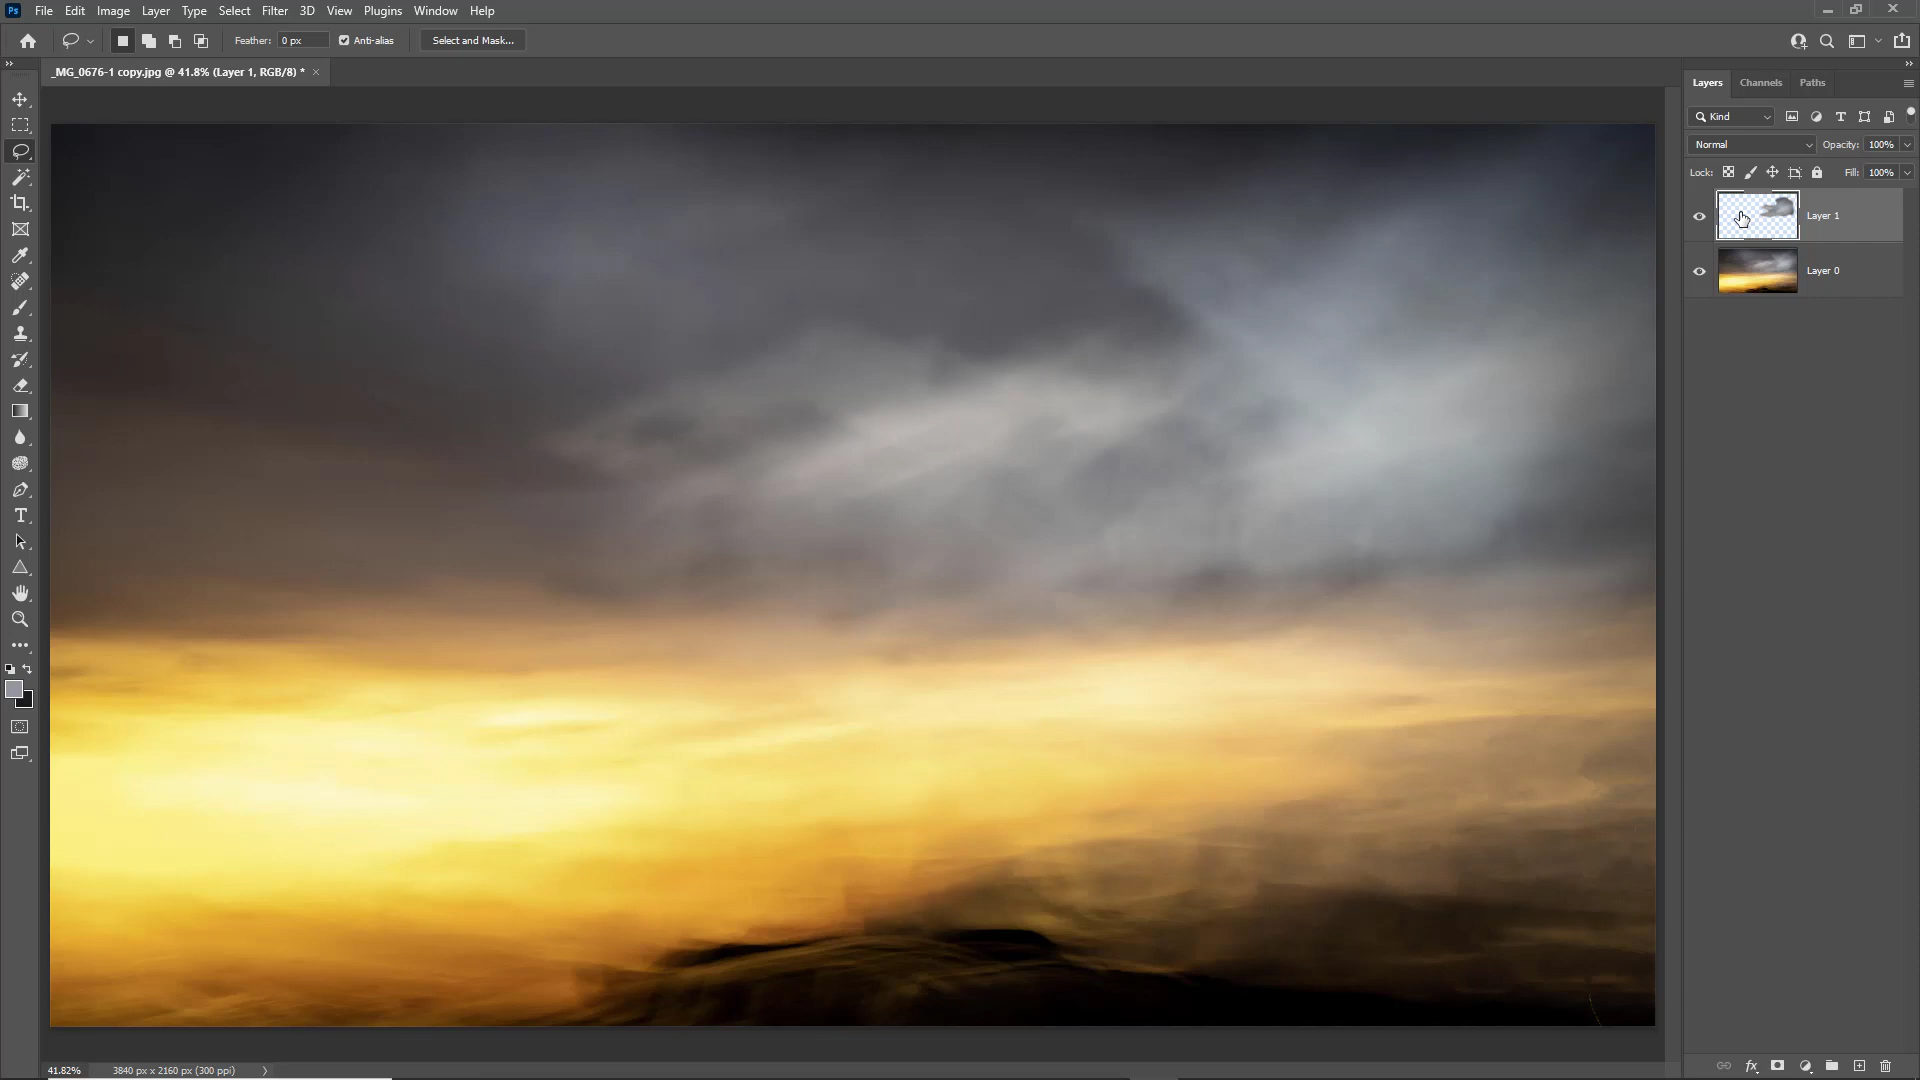 Ps File Edit Image Layer Type Select Filter 3D View Plugins Window Help
Feather: 0 px Anti-alias Select and Mask...
_MG_0676-1 copy.jpg @ 41.8% (Layer 1, RGB/8) * ×
Layers Channels Paths
Kind
Normal Opacity: 100%
Lock: Fill: 100%
Layer 1
Layer 0
41.82% 3840 px x 2160 px (300 ppi)